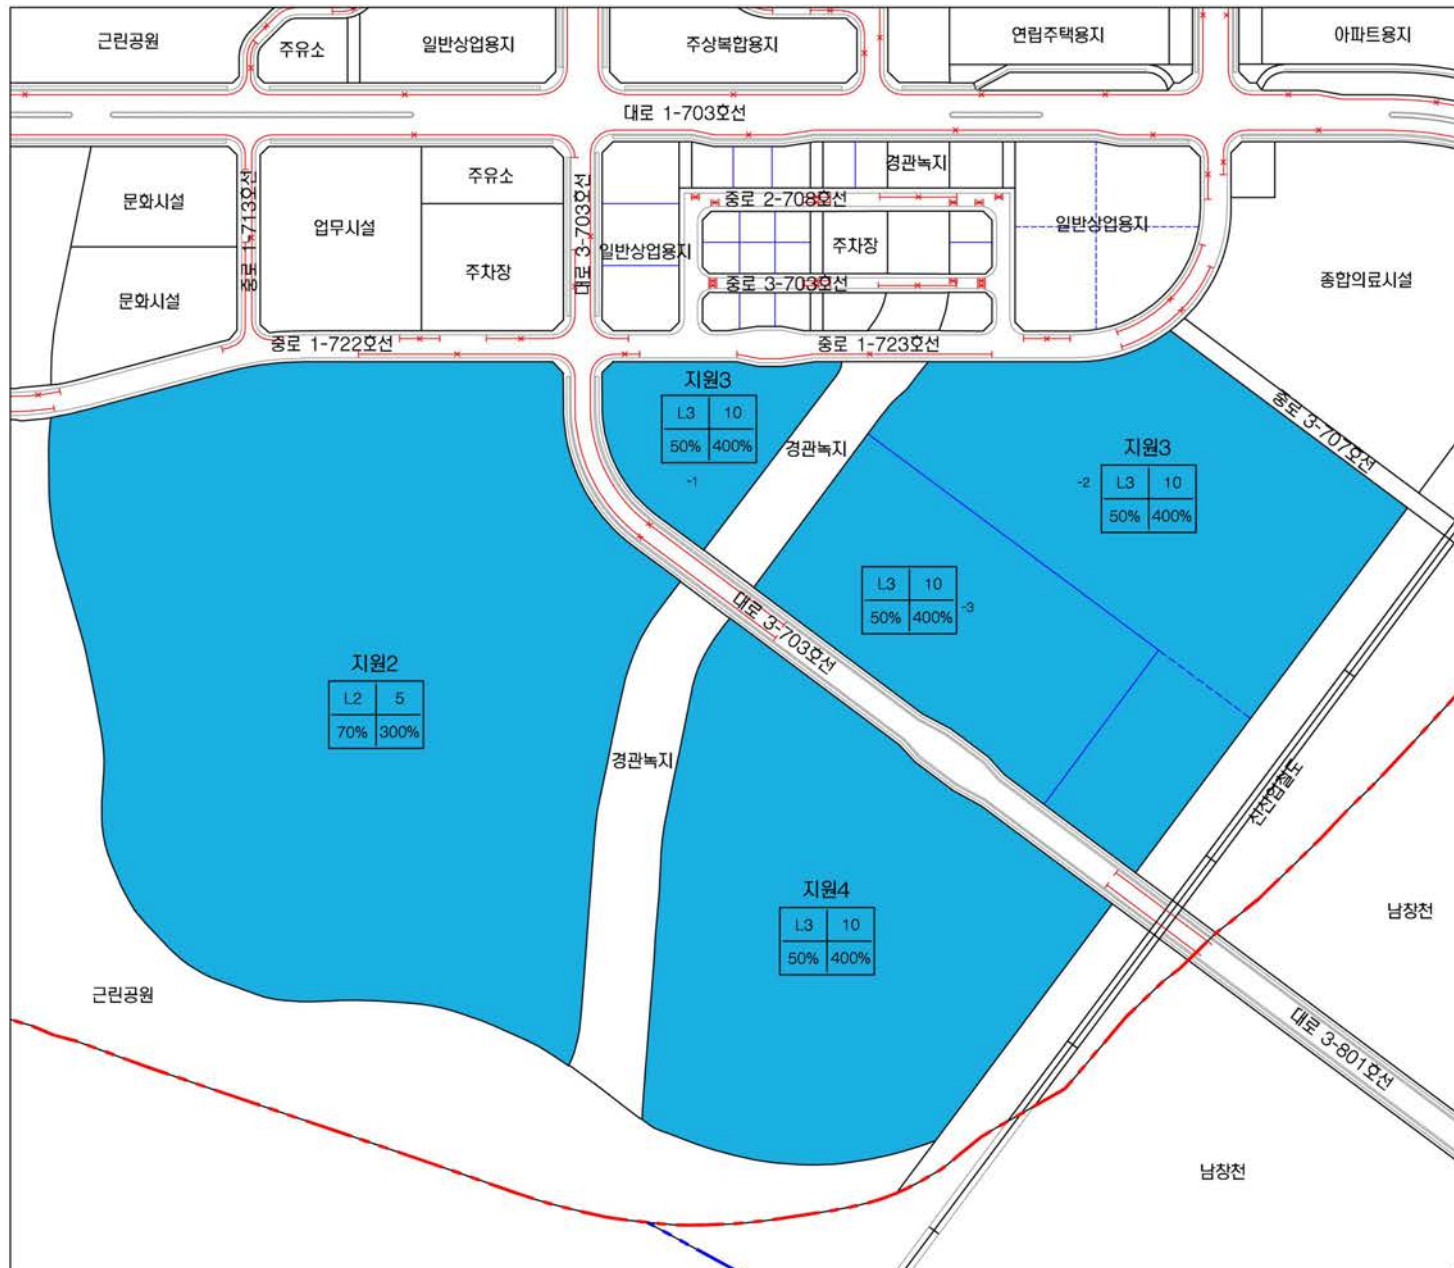 근린공원
주유소
일반상업용지
주상복합용지
연립주택용지
아파트용지
대로 1-703호선
문화시설
중로 1-713호선
업무시설
주유소
대로 3-703호선
일반상업용지
경관녹지
중로 2-708호선
주차장
일반상업용지
종합의료시설
문화시설
주차장
중로 3-703호선
중로 1-722호선
중로 1-723호선
중로 3-707호선
지원3
L3 10
50% 400%
-1
경관녹지
지원3
-2 L3 10
50% 400%
L3 10
50% 400% -3
대로 3-703호선
지원2
L2 5
70% 300%
경관녹지
신산업철도
지원4
L3 10
50% 400%
남창천
근린공원
대로 3-801호선
남창천